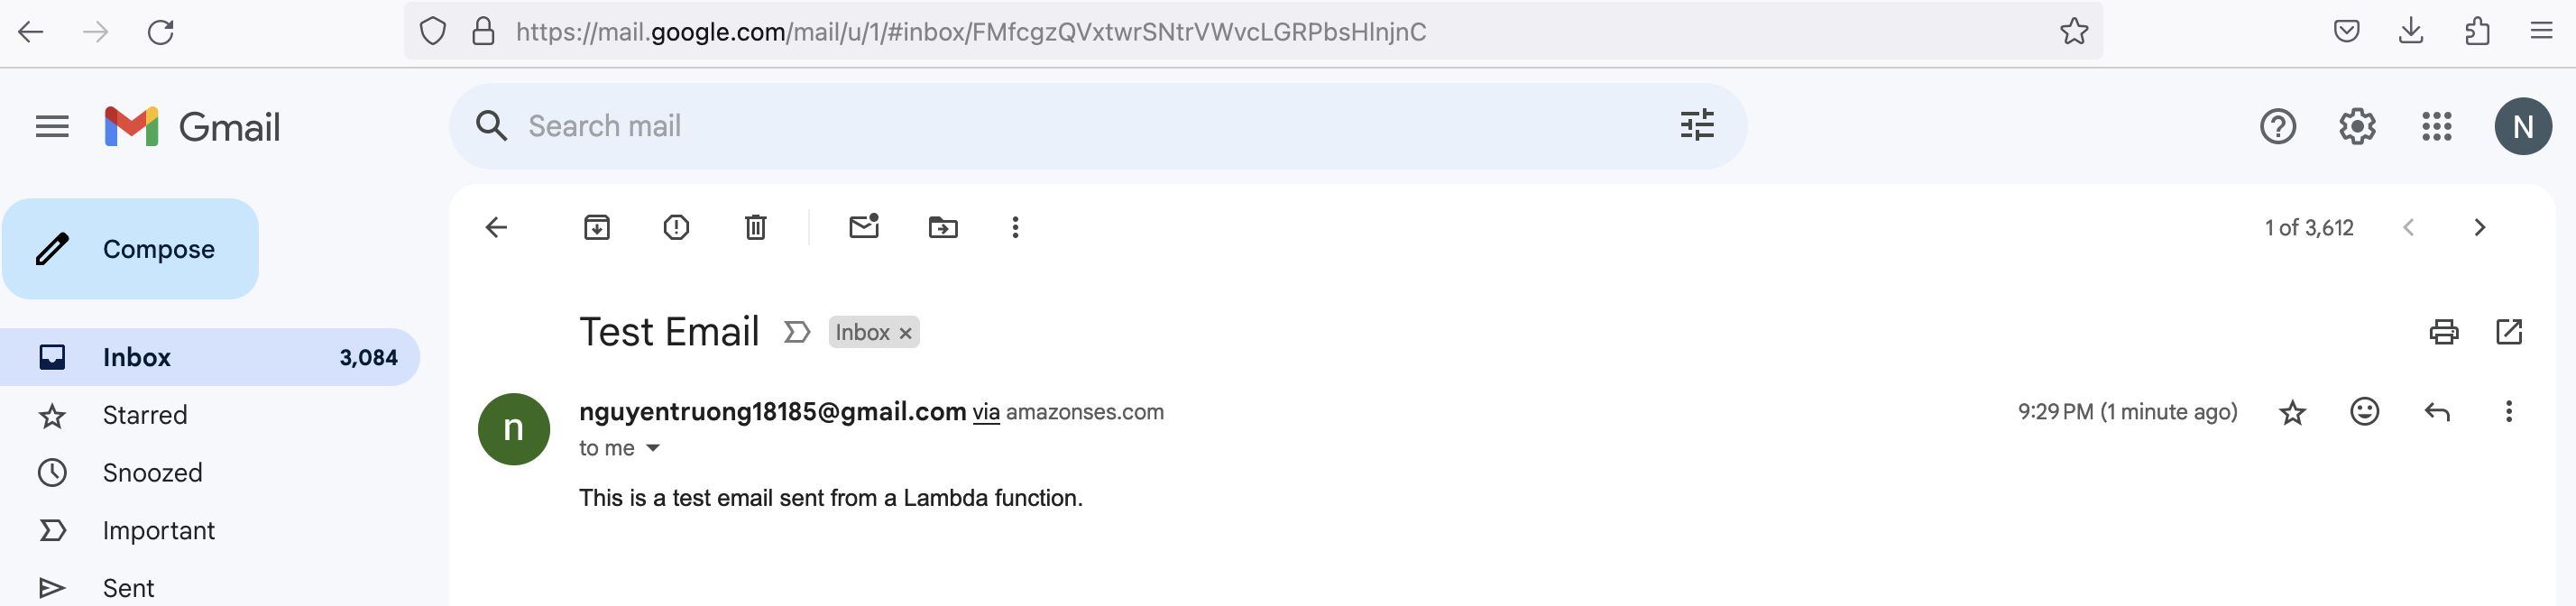 https://mail.google.com/mail/u/1/#inbox/FMfcgzQVxtwrSNtrVWvcLGRPbsHlnjnC
Gmail
Search mail
N
Compose
1 of 3,612
Test Email
Inbox ×
Inbox 3,084
n
nguyentruong18185@gmail.com via amazonses.com
9:29 PM (1 minute ago)
to me
Starred
Snoozed
This is a test email sent from a Lambda function.
Important
Sent